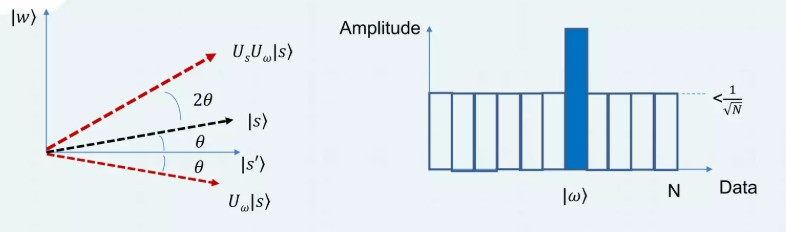 |w⟩
U_sU_ω|s⟩
2θ
|s⟩
θ
|s'⟩
θ
U_ω|s⟩
Amplitude
<1/√N
|ω⟩
N
Data